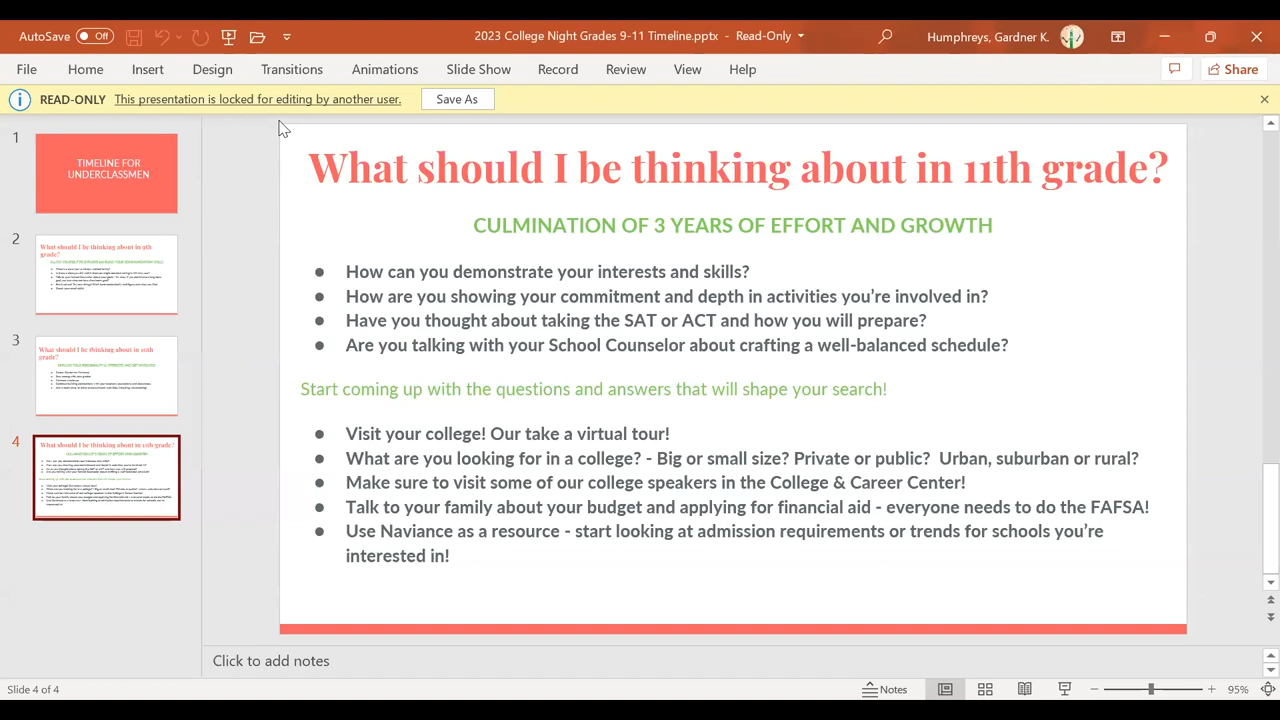 AutoSave Off
2023 College Night Grades 9-11 Timeline.pptx - Read-Only
Humphreys, Gardner K.
File Home Insert Design Transitions Animations Slide Show Record Review View Help Share
READ-ONLY This presentation is locked for editing by another user. Save As
1
TIMELINE FOR
UNDERCLASSMEN
2
What should I be thinking about in 9th
grade?
3
What should I be thinking about in 10th
grade?
4
What should I be thinking about in 11th grade?
What should I be thinking about in 11th grade?
CULMINATION OF 3 YEARS OF EFFORT AND GROWTH
● How can you demonstrate your interests and skills?
● How are you showing your commitment and depth in activities you're involved in?
● Have you thought about taking the SAT or ACT and how you will prepare?
● Are you talking with your School Counselor about crafting a well-balanced schedule?
Start coming up with the questions and answers that will shape your search!
● Visit your college! Our take a virtual tour!
● What are you looking for in a college? - Big or small size? Private or public?  Urban, suburban or rural?
● Make sure to visit some of our college speakers in the College & Career Center!
● Talk to your family about your budget and applying for financial aid - everyone needs to do the FAFSA!
● Use Naviance as a resource - start looking at admission requirements or trends for schools you're
interested in!
Click to add notes
Slide 4 of 4
Notes
95%